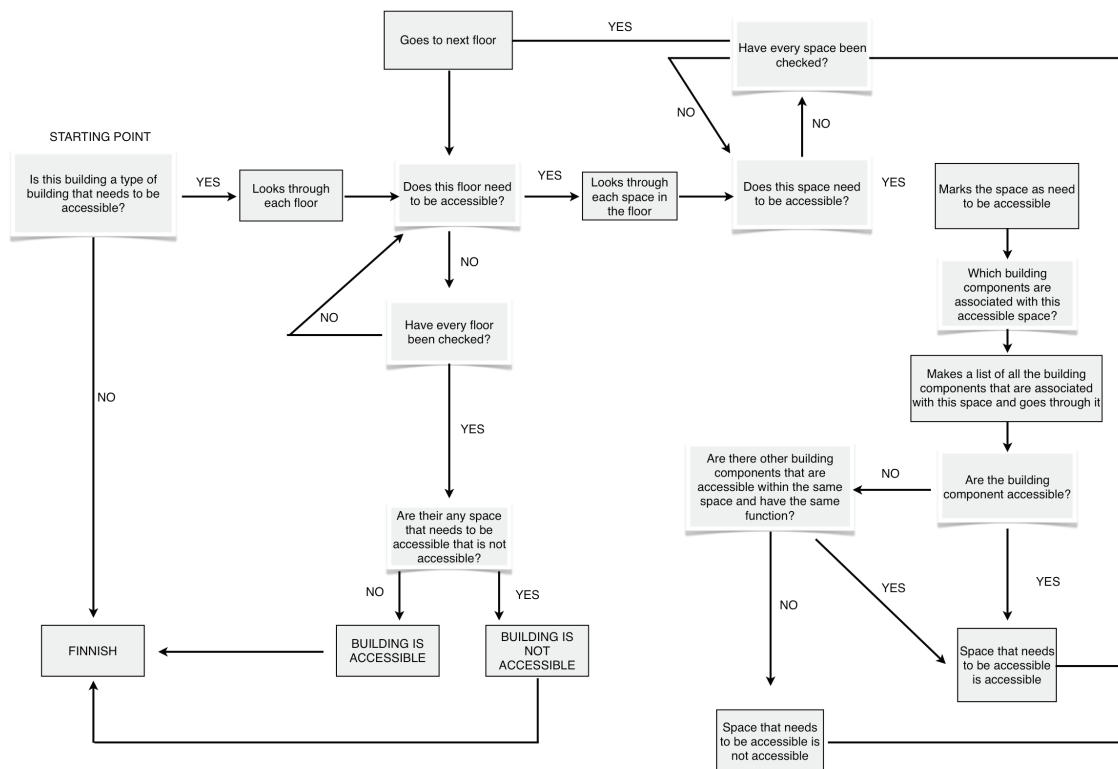 Goes to next floor
YES
Have every space been
checked?
NO
NO
STARTING POINT
Is this building a type of
building that needs to be
accessible?
YES
Looks through
each floor
Does this floor need
to be accessible?
YES
Looks through
each space in
the floor
Does this space need
to be accessible?
YES
Marks the space as need
to be accessible
NO
Which building
components are
associated with this
accessible space?
NO
Have every floor
been checked?
Makes a list of all the building
components that are associated
with this space and goes through it
NO
YES
Are there other building
components that are
accessible within the same
space and have the same
function?
NO
Are the building
component accessible?
Are their any space
that needs to be
accessible that is not
accessible?
NO
YES
NO
YES
YES
FINNISH
BUILDING IS
ACCESSIBLE
BUILDING IS
NOT
ACCESSIBLE
Space that needs
to be accessible
is accessible
Space that needs
to be accessible is
not accessible